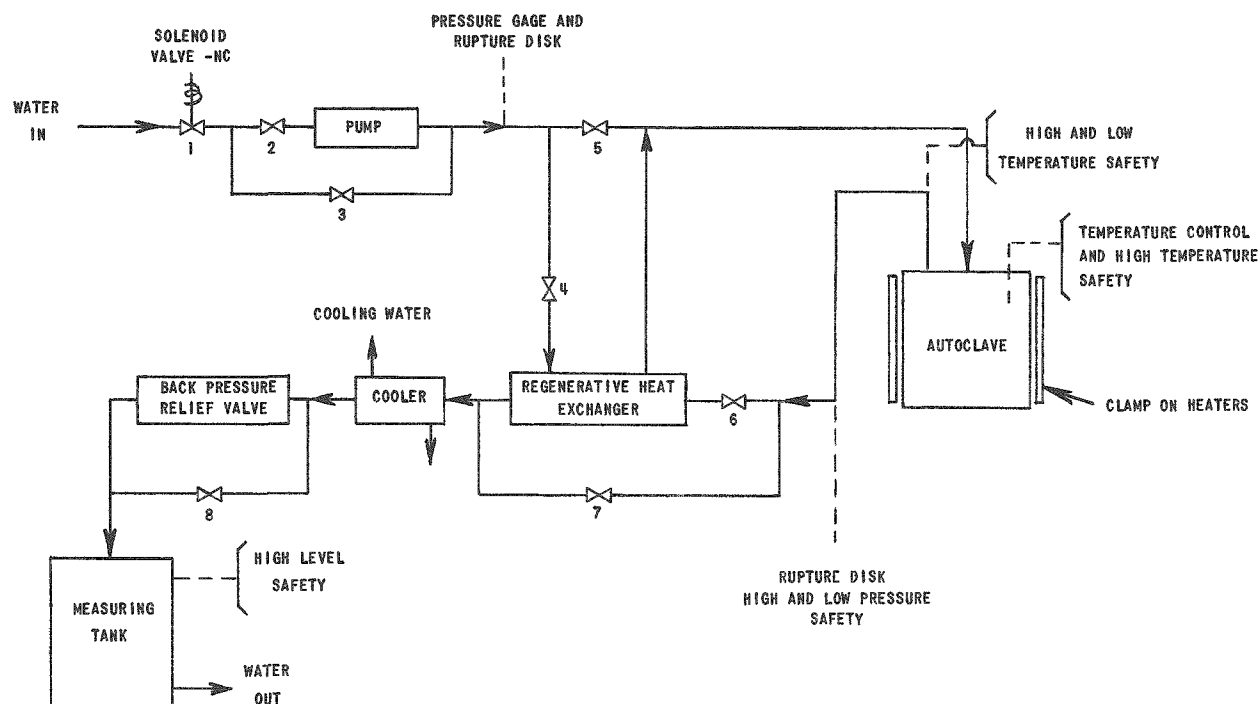 PRESSURE GAGE AND
RUPTURE DISK
SOLENOID
VALVE -NC
WATER
IN
PUMP
1
2
3
5
HIGH AND LOW
TEMPERATURE SAFETY
TEMPERATURE CONTROL
AND HIGH TEMPERATURE
SAFETY
4
COOLING WATER
AUTOCLAVE
BACK PRESSURE
RELIEF VALVE
COOLER
REGENERATIVE HEAT
EXCHANGER
6
CLAMP ON HEATERS
8
7
HIGH LEVEL
SAFETY
RUPTURE DISK
HIGH AND LOW PRESSURE
SAFETY
MEASURING
TANK
WATER
OUT